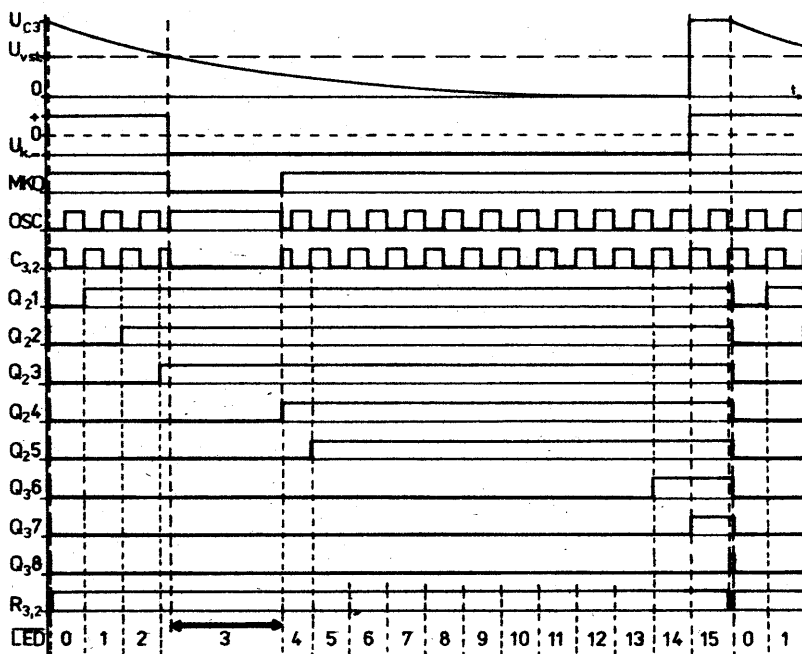 U_C3
U_vst
0
t
+
0
U_k -
MKO
OSC
C_3,2
Q_2 1
Q_2 2
Q_2 3
Q_2 4
Q_2 5
Q_3 6
Q_3 7
Q_3 8
R_3,2
LED 0 1 2 3 4 5 6 7 8 9 10 11 12 13 14 15 0 1